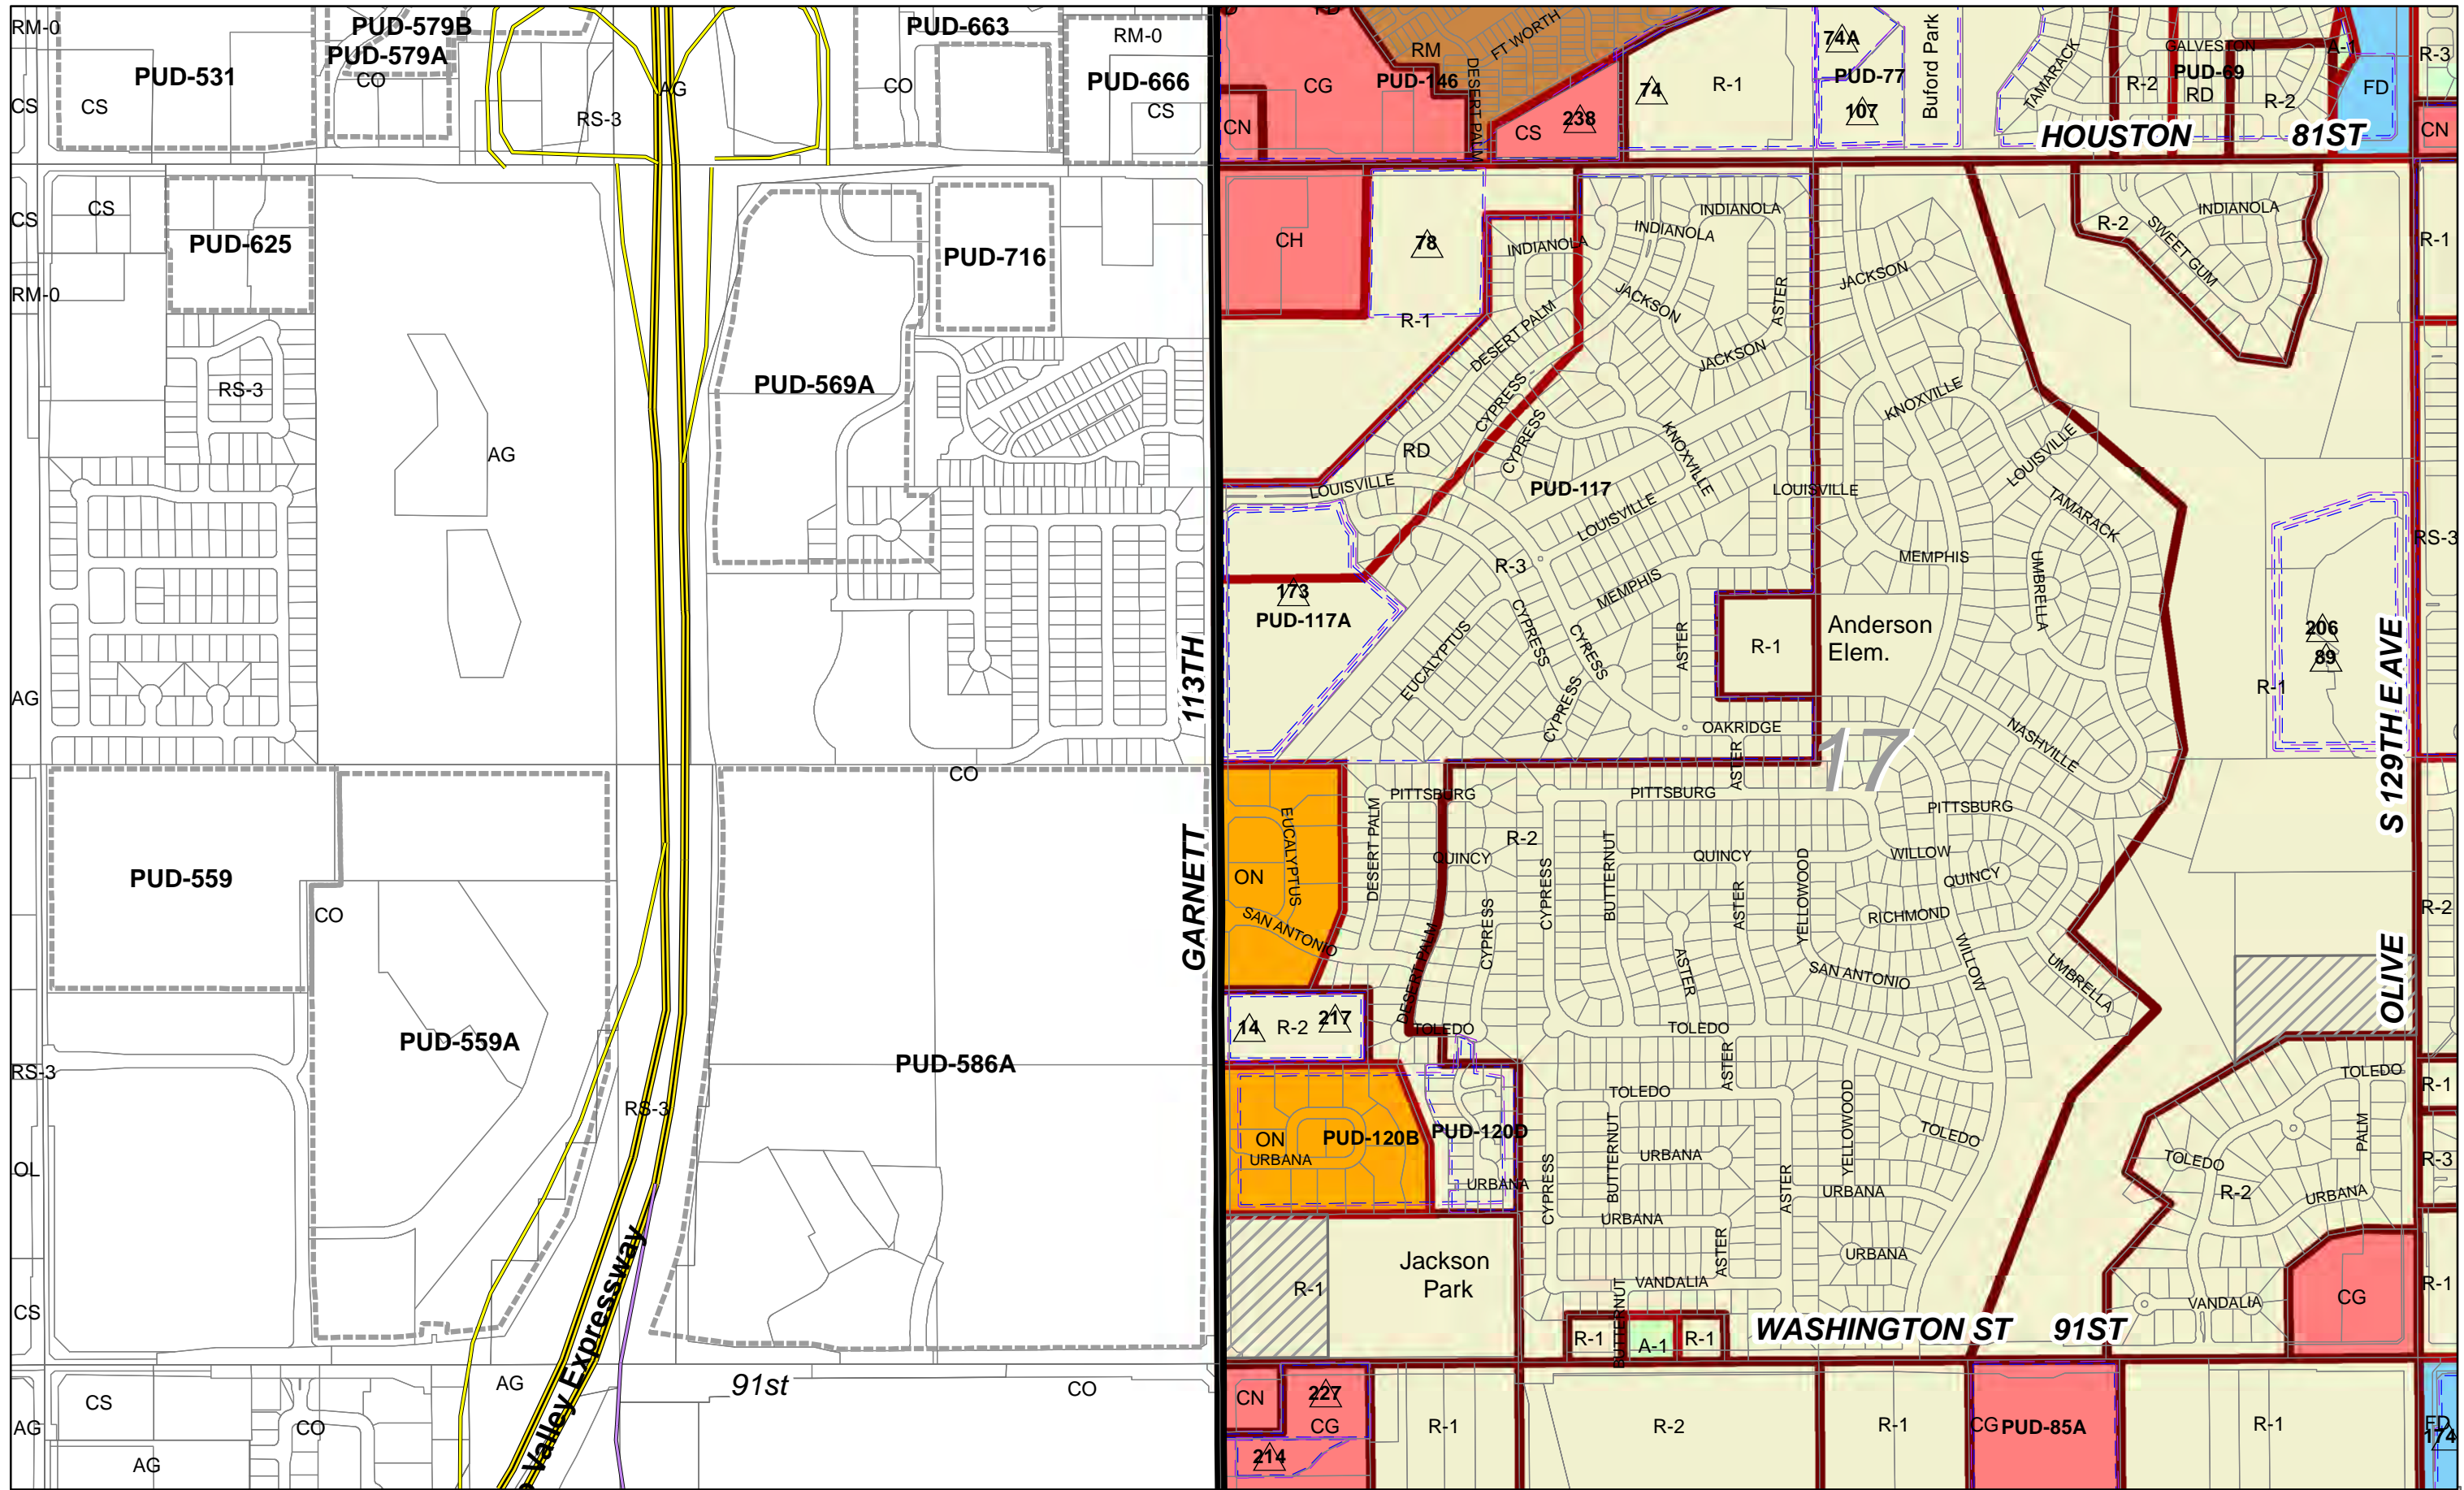 RM-0
PUD-531
CS
CS
PUD-579B
PUD-579A
CO
RS-3
AG
PUD-663
CO
RM-0
PUD-666
CS
CG
CN
PUD-146
RM
FT WORTH
DESERT PALM
CS
238
74
R-1
74A
PUD-77
107
Buford Park
TAMARACK
R-2
GALVESTON
PUD-69
RD
R-2
A-1
FD
R-3
CN
HOUSTON
81ST
CS
CS
RM-0
PUD-625
RS-3
AG
AG
PUD-569A
PUD-716
113TH
CH
78
R-1
INDIANOLA
INDIANOLA
INDIANOLA
JACKSON
JACKSON
ASTER
DESERT PALM
CYPRESS
CYPRESS
RD
LOUISVILLE
KNOXVILLE
PUD-117
LOUISVILLE
LOUISVILLE
R-3
MEMPHIS
173
PUD-117A
EUCALYPTUS
CYPRESS
CYRESS
CYPRESS
ASTER
R-1
OAKRIDGE
ASTER
JACKSON
KNOXVILLE
LOUISVILLE
TAMARACK
MEMPHIS
UMBRELLA
Anderson
Elem.
NASHVILLE
17
R-2
SWEET GUM
INDIANOLA
R-1
RS-3
206
89
R-1
S 129TH E AVE
CO
PUD-559
CO
PUD-559A
RS-3
OL
CS
RS-3
PUD-586A
GARNETT
EUCALYPTUS
ON
SAN ANTONIO
PITTSBURG
DESERT PALM
QUINCY
R-2
CYPRESS
CYPRESS
DESERT PALM
TOLEDO
14
R-2
217
PITTSBURG
BUTTERNUT
QUINCY
ASTER
YELLOWOOD
ASTER
WILLOW
PITTSBURG
QUINCY
RICHMOND
WILLOW
SAN ANTONIO
UMBRELLA
TOLEDO
ASTER
R-2
OLIVE
ON
URBANA
PUD-120B
PUD-120D
URBANA
CYPRESS
TOLEDO
BUTTERNUT
URBANA
URBANA
ASTER
YELLOWOOD
TOLEDO
ASTER
URBANA
URBANA
VANDALIA
BUTTERNUT
R-1
Jackson
Park
R-1
A-1
R-1
TOLEDO
PALM
TOLEDO
R-2
URBANA
VANDALIA
CG
R-1
R-3
R-1
WASHINGTON ST
91ST
Valley Expressway
AG
CS
AG
CO
AG
91st
CO
CN
227
CG
214
R-1
R-2
R-1
CG
PUD-85A
R-1
FD
174